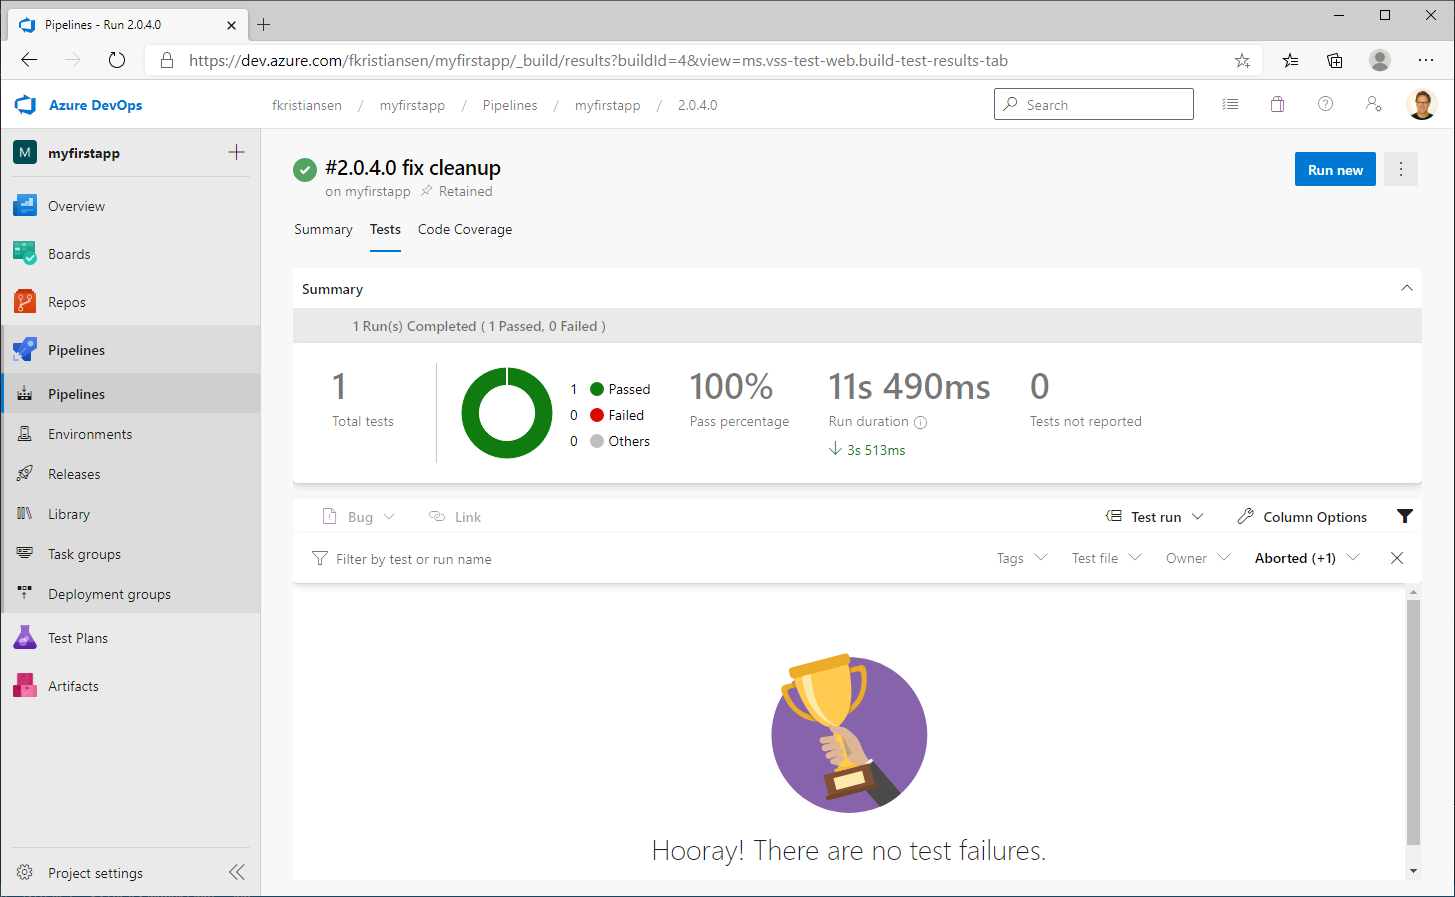 Pipelines - Run 2.0.4.0
https://dev.azure.com/fkristiansen/myfirstapp/_build/results?buildId=4&view=ms.vss-test-web.build-test-results-tab
Azure DevOps
fkristiansen / myfirstapp / Pipelines / myfirstapp / 2.0.4.0
Search
M myfirstapp
Overview
Boards
Repos
Pipelines
Pipelines
Environments
Releases
Library
Task groups
Deployment groups
Test Plans
Artifacts
Project settings
#2.0.4.0 fix cleanup
on myfirstapp Retained
Run new
Summary Tests Code Coverage
Summary
1 Run(s) Completed ( 1 Passed, 0 Failed )
1
Total tests
1 Passed
0 Failed
0 Others
100%
Pass percentage
11s 490ms
Run duration
3s 513ms
0
Tests not reported
Bug Link Test run Column Options
Filter by test or run name Tags Test file Owner Aborted (+1)
Hooray! There are no test failures.